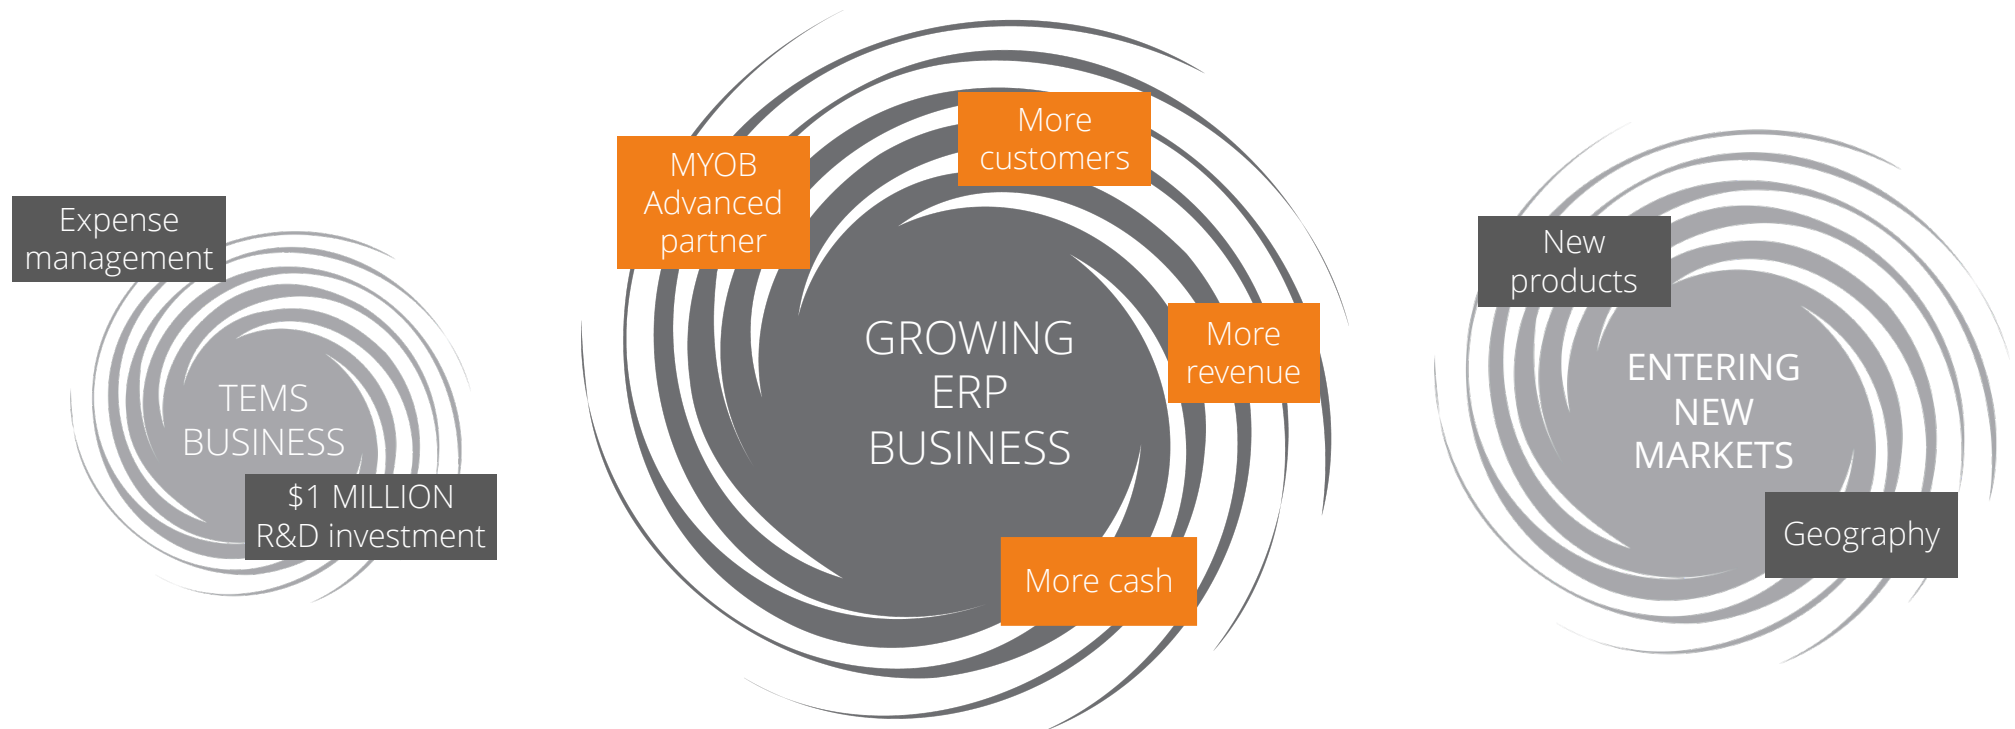 Expense
management
TEMS
BUSINESS
$1 MILLION
R&D investment
MYOB
Advanced
partner
More
customers
GROWING
ERP
BUSINESS
More
revenue
More cash
New
products
ENTERING
NEW
MARKETS
Geography